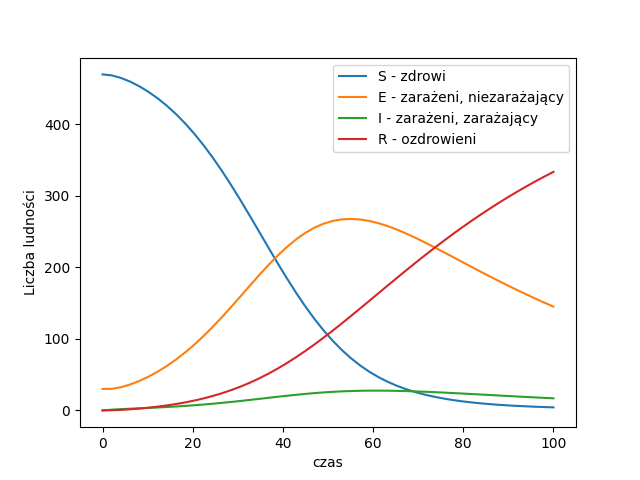 S - zdrowi
E - zarażeni, niezarażający
I - zarażeni, zarażający
R - ozdrowieni
400
300
200
100
0
Liczba ludności
0 20 40 60 80 100
czas